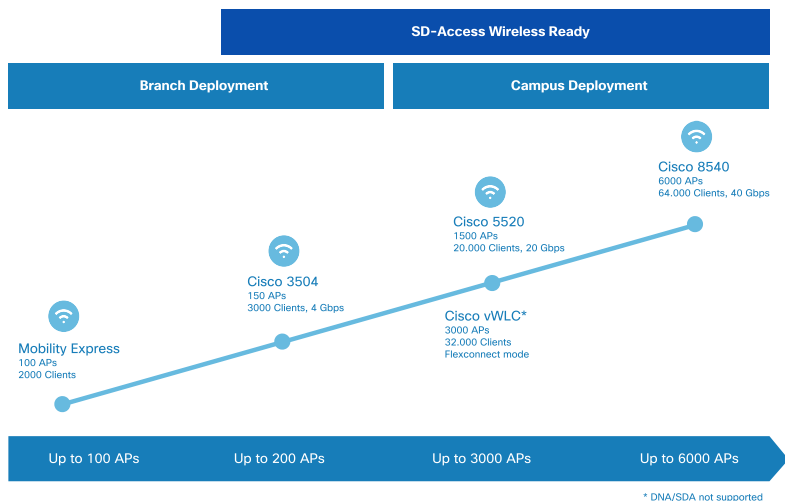 SD-Access Wireless Ready
Branch Deployment
Campus Deployment
Cisco 8540
6000 APs
64.000 Clients, 40 Gbps
Cisco 5520
1500 APs
20.000 Clients, 20 Gbps
Cisco 3504
150 APs
3000 Clients, 4 Gbps
Cisco vWLC*
3000 APs
32.000 Clients
Flexconnect mode
Mobility Express
100 APs
2000 Clients
Up to 100 APs
Up to 200 APs
Up to 3000 APs
Up to 6000 APs
* DNA/SDA not supported